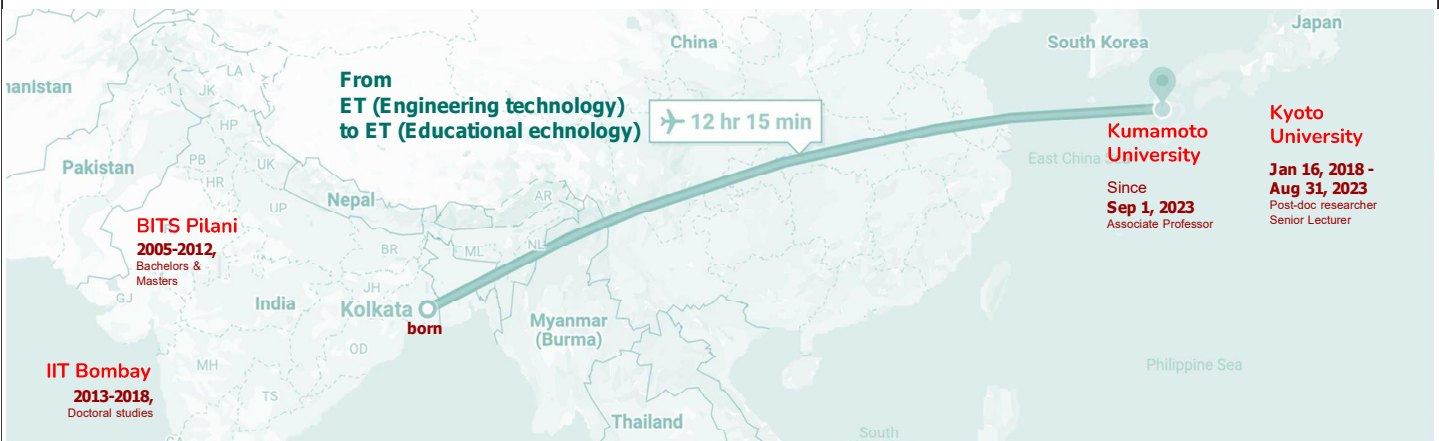 Japan
China
South Korea
LA
hanistan
JK
From
ET (Engineering technology)
to ET (Educational echnology)
12 hr 15 min
HP
Kumamoto
University
Kyoto
University
East China Sea
PB
UK
Pakistan
HR
Since
Sep 1, 2023
Associate Professor
Jan 16, 2018 -
Aug 31, 2023
Post-doc researcher
Senior Lecturer
Nepal
AR
UP
BITS Pilani
2005-2012,
Bachelors &
Masters
BR
ML
NL
JH
GJ
India
Kolkata
born
Myanmar
(Burma)
OD
MH
IIT Bombay
2013-2018,
Doctoral studies
TS
Philippine Sea
Thailand
South
GA